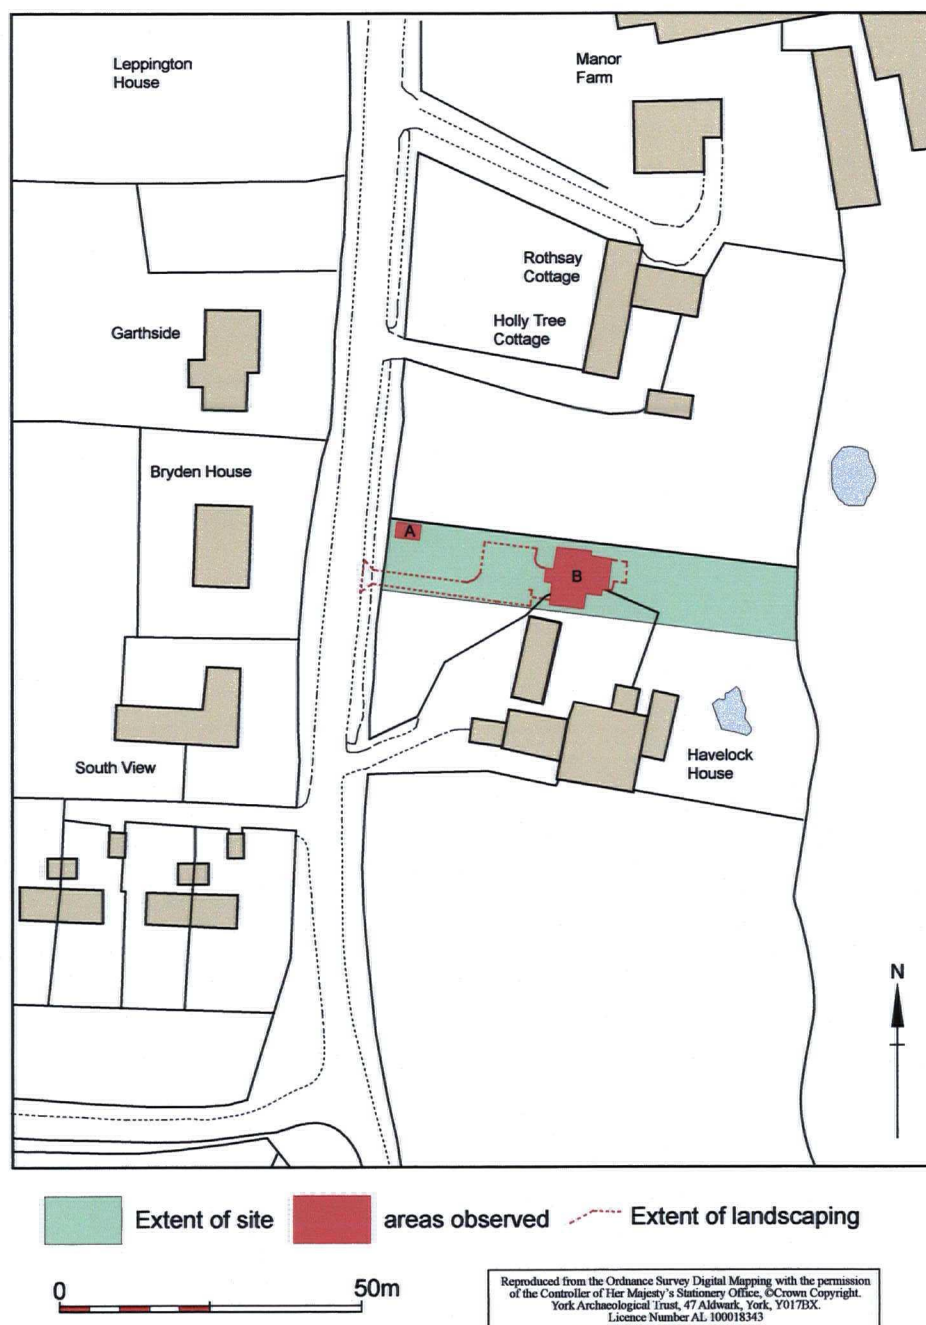 Leppington
House
Manor
Farm
Rothsay
Cottage
Holly Tree
Cottage
Garthside
Bryden House
A
B
South View
Havelock
House
N
Extent of site
areas observed
Extent of landscaping
0
50m
Reproduced from the Ordnance Survey Digital Mapping with the permission
of the Controller of Her Majesty's Stationery Office, ©Crown Copyright.
York Archaeological Trust, 47 Aldwark, York, Y017BX.
Licence Number AL 100018343